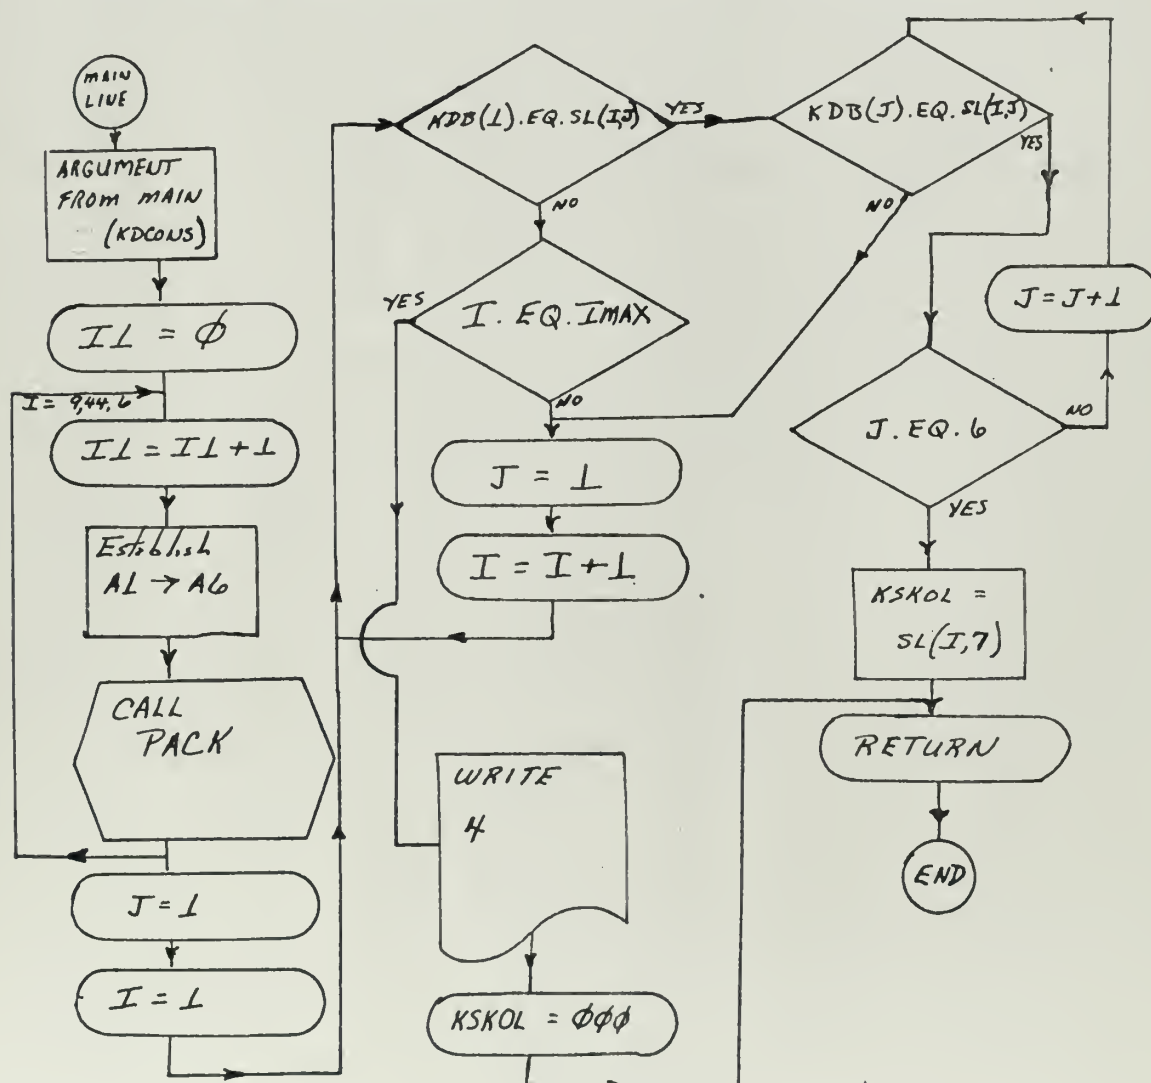 MAIN
LINE
ARGUMENT
FROM MAIN
(KDCONS)
I1 = φ
I = 9,44,6
I1 = I1 + 1
Establish
A1 → A6
CALL
PACK
J = 1
I = 1
KDB(1).EQ.SL(I,J)
YES
NO
I.EQ.IMAX
YES
NO
J = 1
I = I + 1
WRITE
4
KSKOL = φφφ
KDB(J).EQ.SL(I,J)
YES
NO
J = J + 1
J.EQ.6
NO
YES
KSKOL =
SL(I,7)
RETURN
END